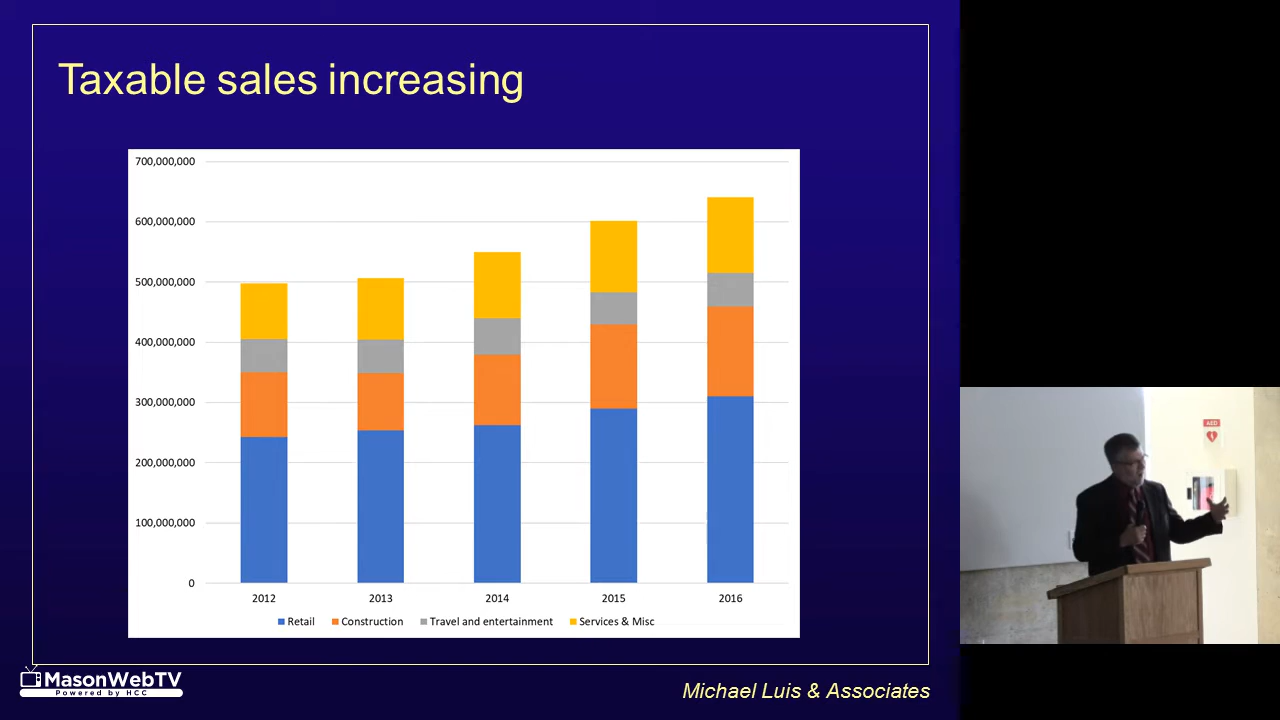 Taxable sales increasing
700,000,000
600,000,000
500,000,000
400,000,000
300,000,000
200,000,000
100,000,000
0
2012 2013 2014 2015 2016
Retail Construction Travel and entertainment Services & Misc
AED
MasonWebTV
Powered by HCC
Michael Luis & Associates